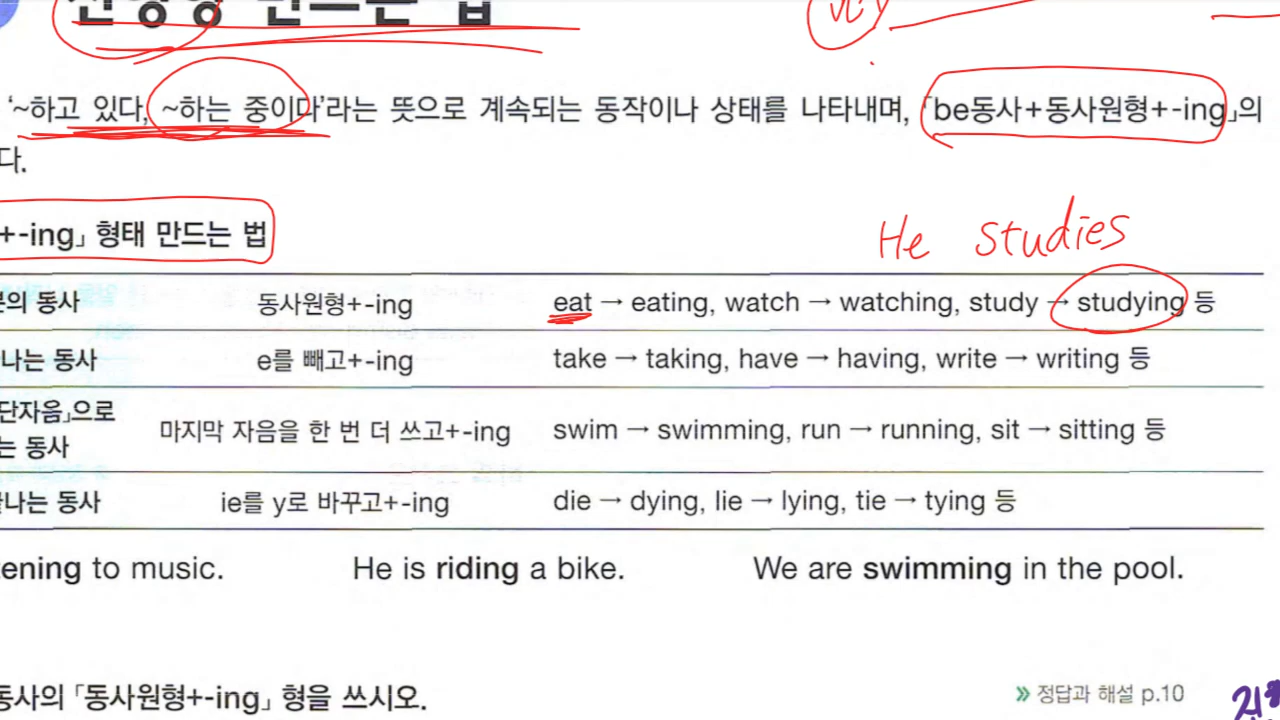 만드는 법
'~하고 있다, ~하는 중이다'라는 뜻으로 계속되는 동작이나 상태를 나타내며, 「be동사+동사원형+-ing」의
다.
+-ing」 형태 만드는 법
He studies
의 동사 동사원형+-ing eat → eating, watch → watching, study → studying 등
나는 동사 e를 빼고+-ing take → taking, have → having, write → writing 등
단자음」으로
는 동사 마지막 자음을 한 번 더 쓰고+-ing swim → swimming, run → running, sit → sitting 등
나는 동사 ie를 y로 바꾸고+-ing die → dying, lie → lying, tie → tying 등
ening to music. He is riding a bike. We are swimming in the pool.
동사의 「동사원형+-ing」 형을 쓰시오. » 정답과 해설 p.10